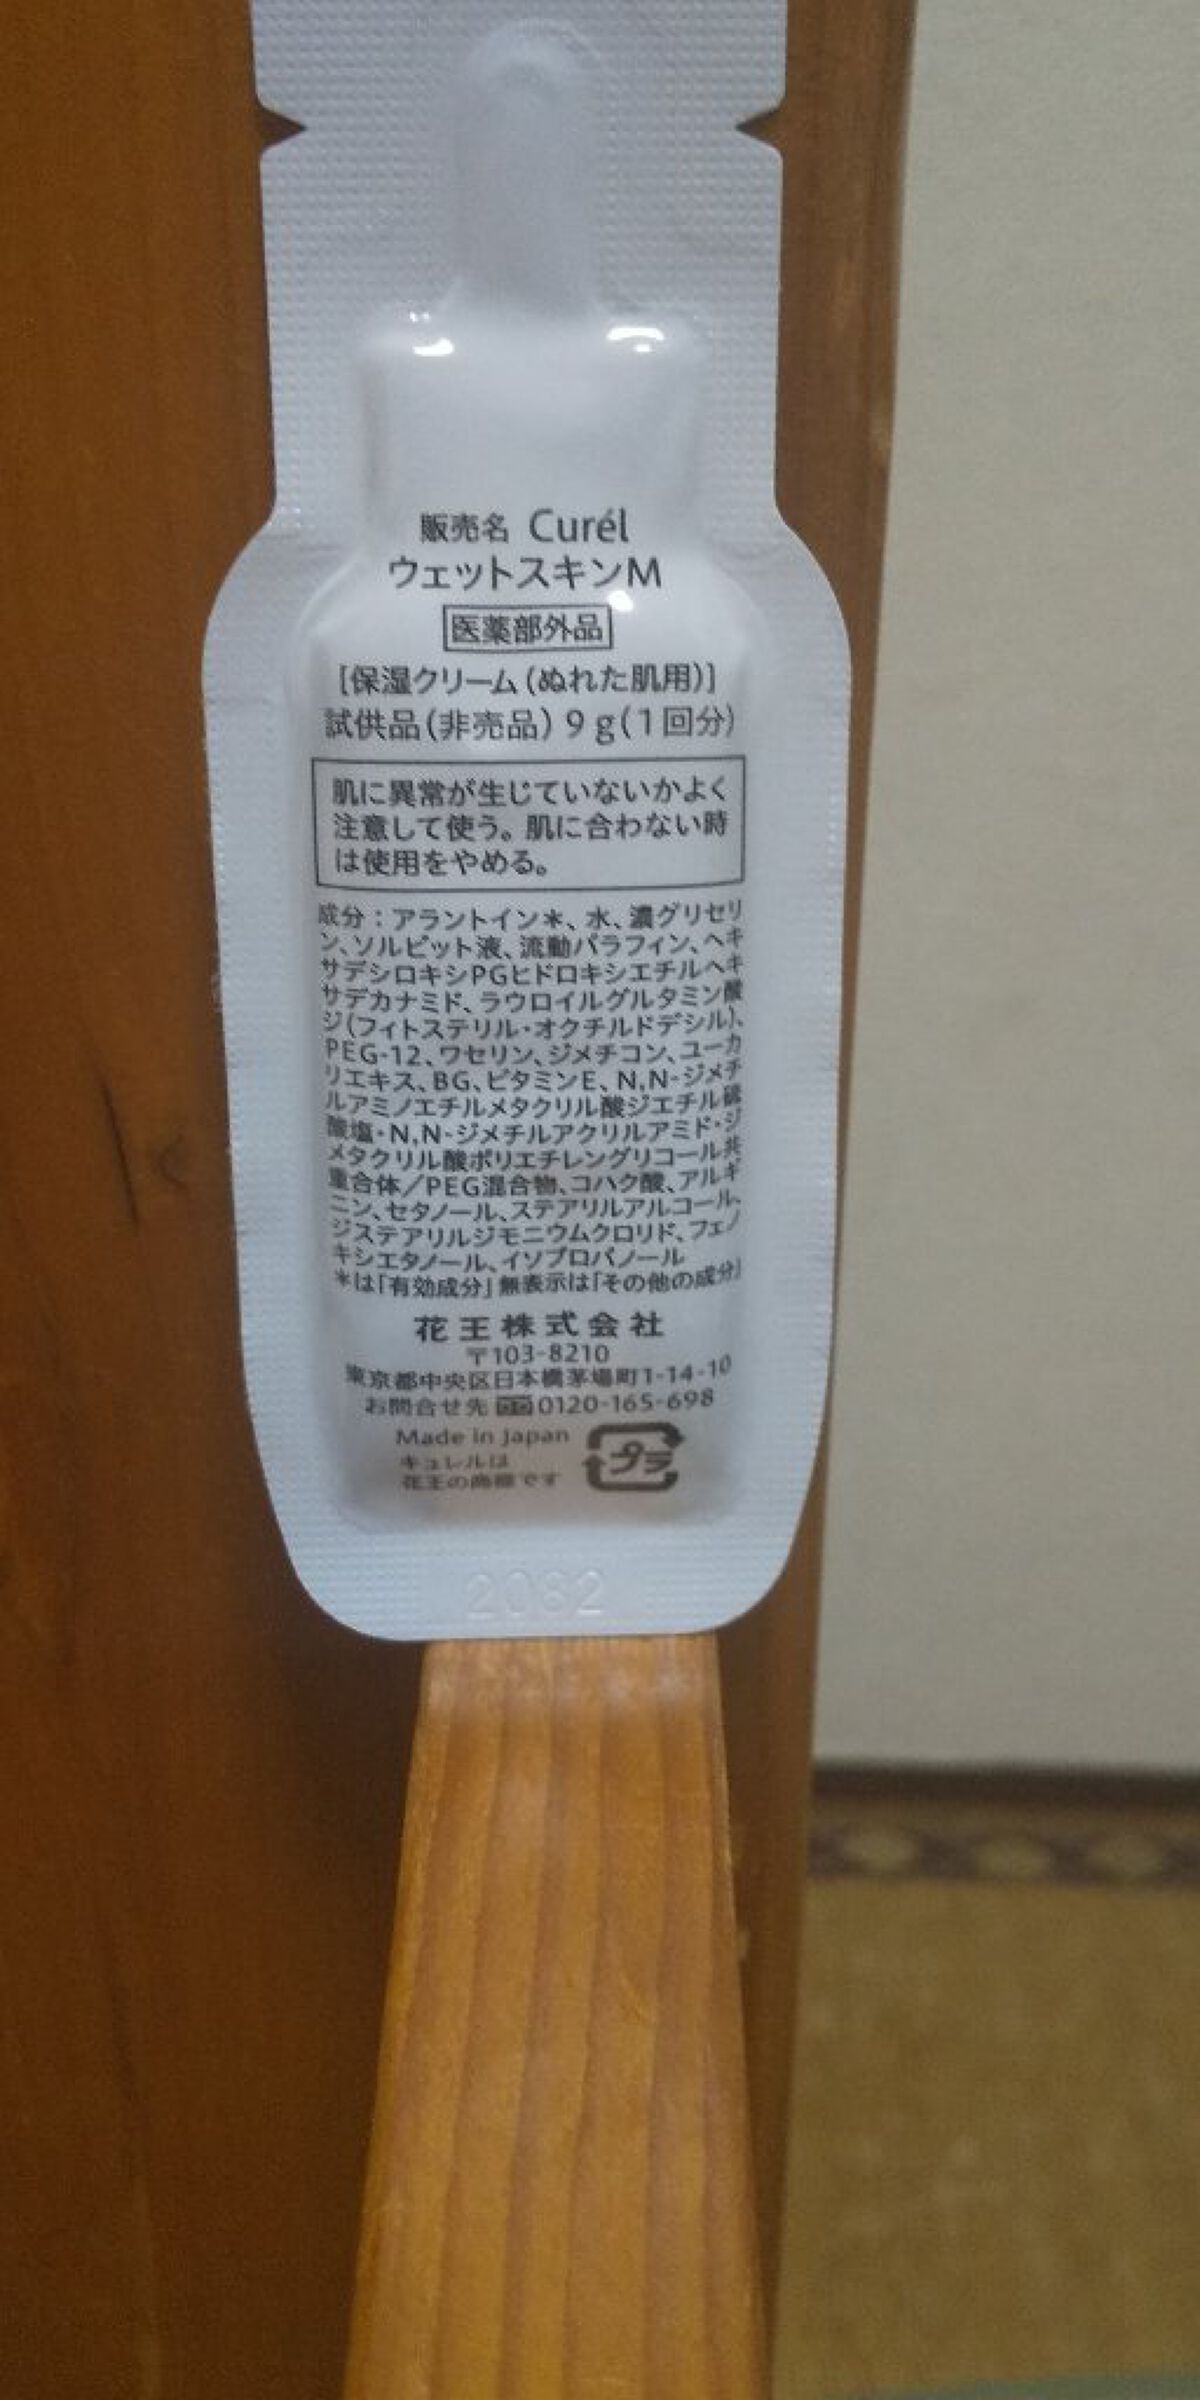 販売名 Curél
ウェットスキンM
医薬部外品
[保湿クリーム(ぬれた肌用)]
試供品(非売品)9g(1回分)
肌に異常が生じていないかよく
注意して使う。肌に合わない時
は使用をやめる。
成分:アラントイン*、水、濃グリセリ
ン、ソルビット液、流動パラフィン、ヘキ
サデシロキシPGヒドロキシエチルヘキ
サデカナミド、ラウロイルグルタミン酸
ジ(フィトステリル・オクチルドデシル)、
PEG-12、ワセリン、ジメチコン、ユーカ
リエキス、BG、ビタミンE、N,N-ジメチ
ルアミノエチルメタクリル酸ジエチル硫
酸塩・N,N-ジメチルアクリルアミド・ジ
メタクリル酸ポリエチレングリコール共
重合体/PEG混合物、コハク酸、アルギ
ニン、セタノール、ステアリルアルコール、
ジステアリルジモニウムクロリド、フェノ
キシエタノール、イソプロパノール
*は「有効成分」無表示は「その他の成分」
花王株式会社
〒103-8210
東京都中央区日本橋茅場町1-14-10
お問合せ先 0120-165-698
Made in Japan
キュレルは
花王の商標です
プラ
2082